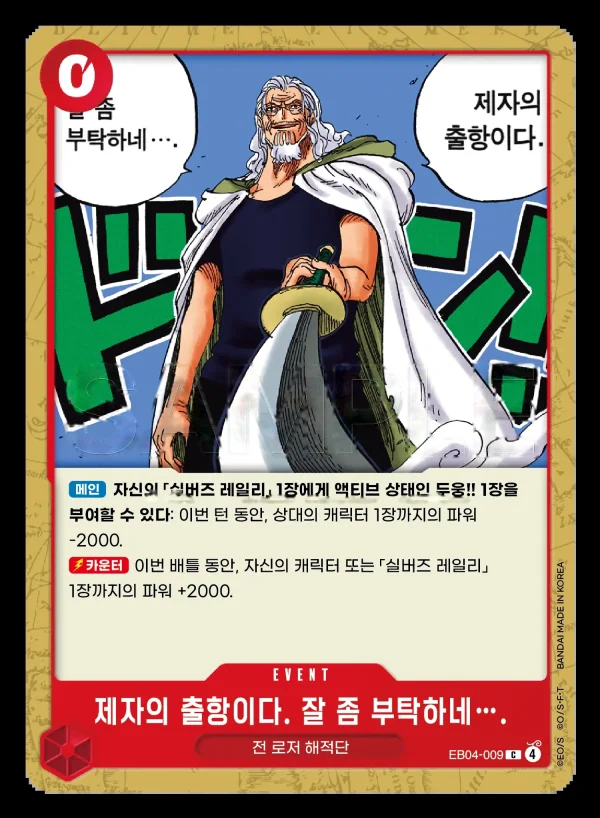 0
잘 좀
부탁하네….
제자의
출항이다.
SAMPLE
메인 자신의 「실버즈 레일리」 1장에게 액티브 상태인 두웅!! 1장을
부여할 수 있다: 이번 턴 동안, 상대의 캐릭터 1장까지의 파워
-2000.
카운터 이번 배틀 동안, 자신의 캐릭터 또는 「실버즈 레일리」
1장까지의 파워 +2000.
EVENT
제자의 출항이다. 잘 좀 부탁하네….
전 로저 해적단
EB04-009 C 4
©E.O/S ©O/S·F·T BANDAI MADE IN KOREA